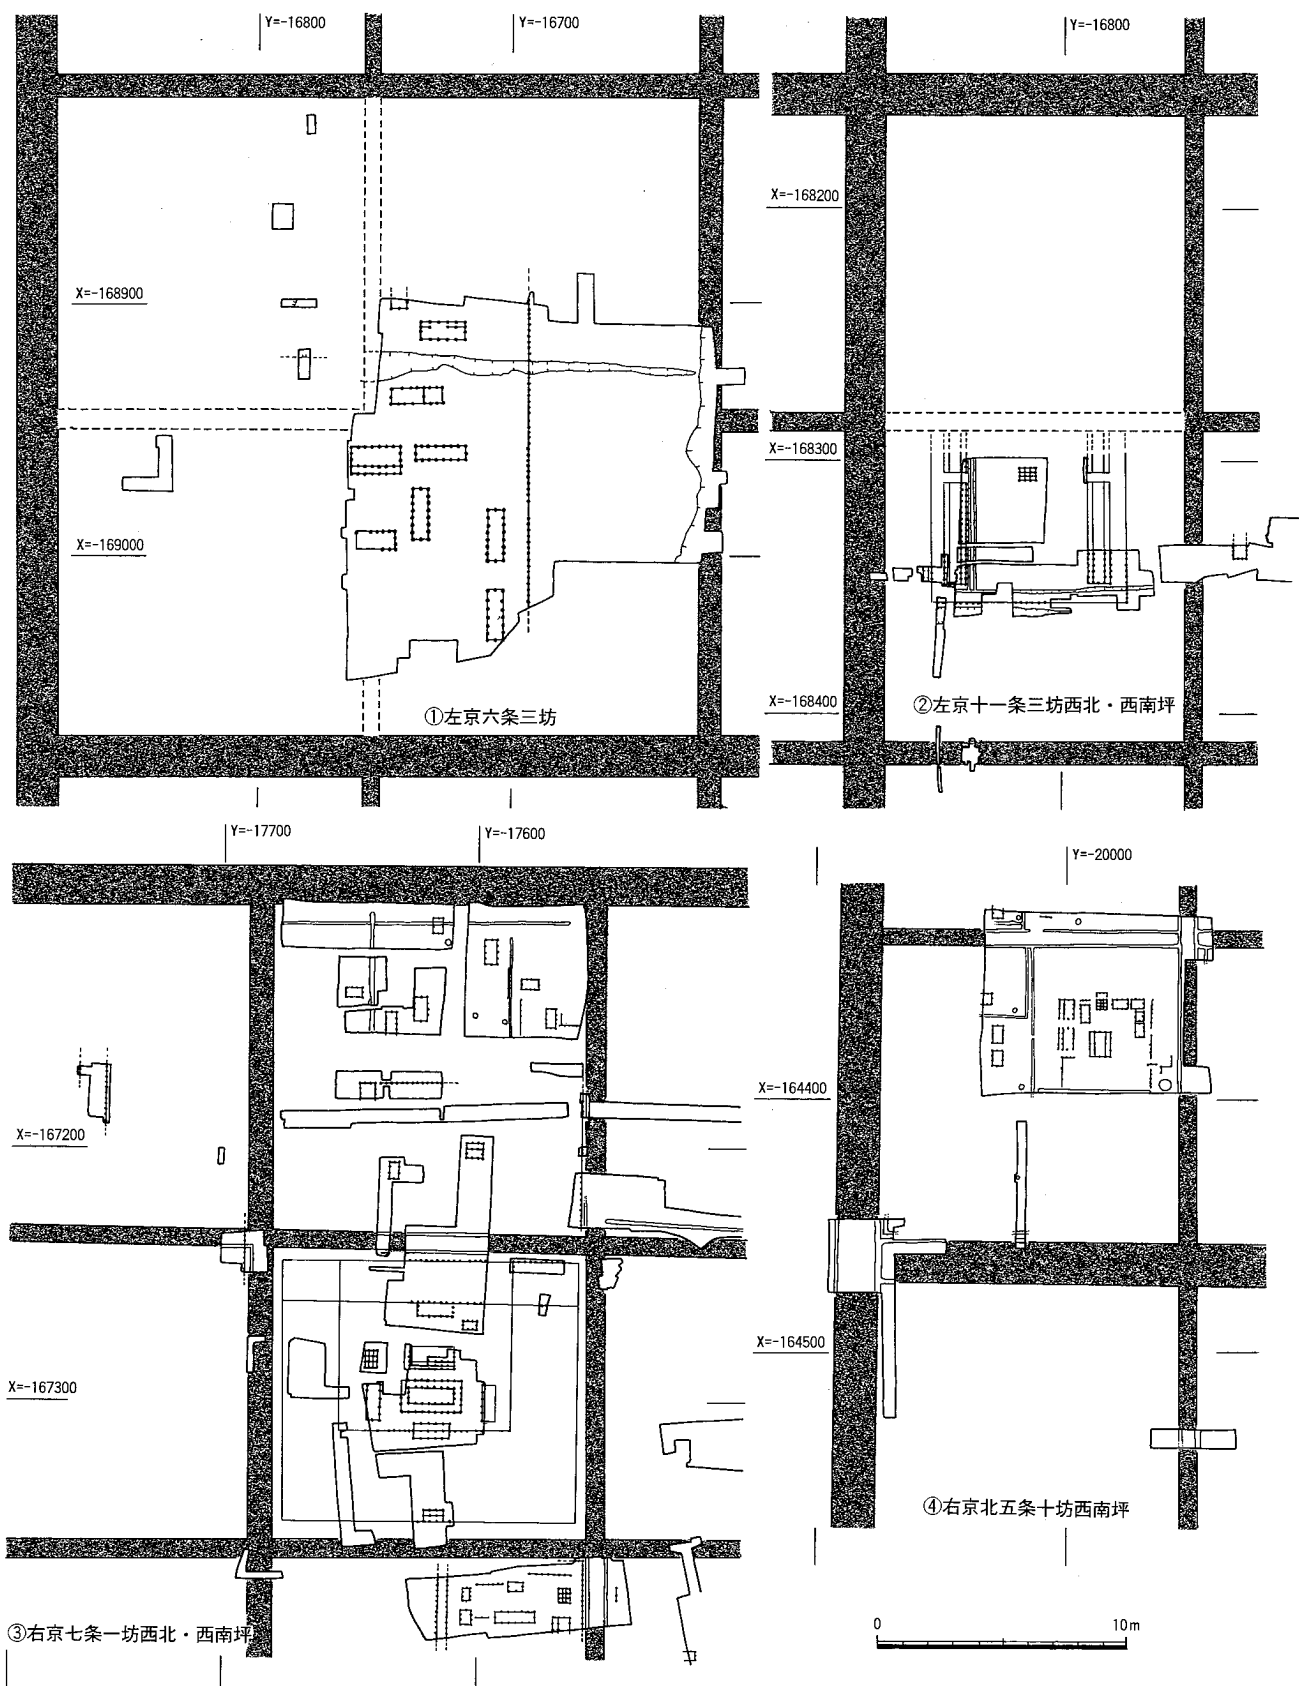 Y=-16800
Y=-16700
X=-168900
X=-169000
①左京六条三坊
Y=-16800
X=-168200
X=-168300
X=-168400
②左京十一条三坊西北・西南坪
Y=-17700
Y=-17600
X=-167200
X=-167300
③右京七条一坊西北・西南坪
Y=-20000
X=-164400
X=-164500
④右京北五条十坊西南坪
0 10m